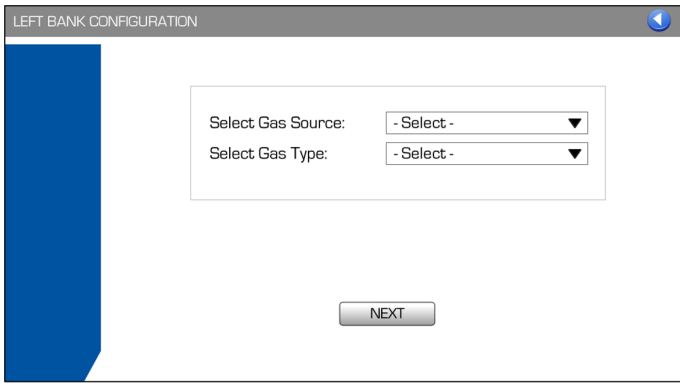 LEFT BANK CONFIGURATION
Select Gas Source: - Select -
Select Gas Type: - Select -
NEXT